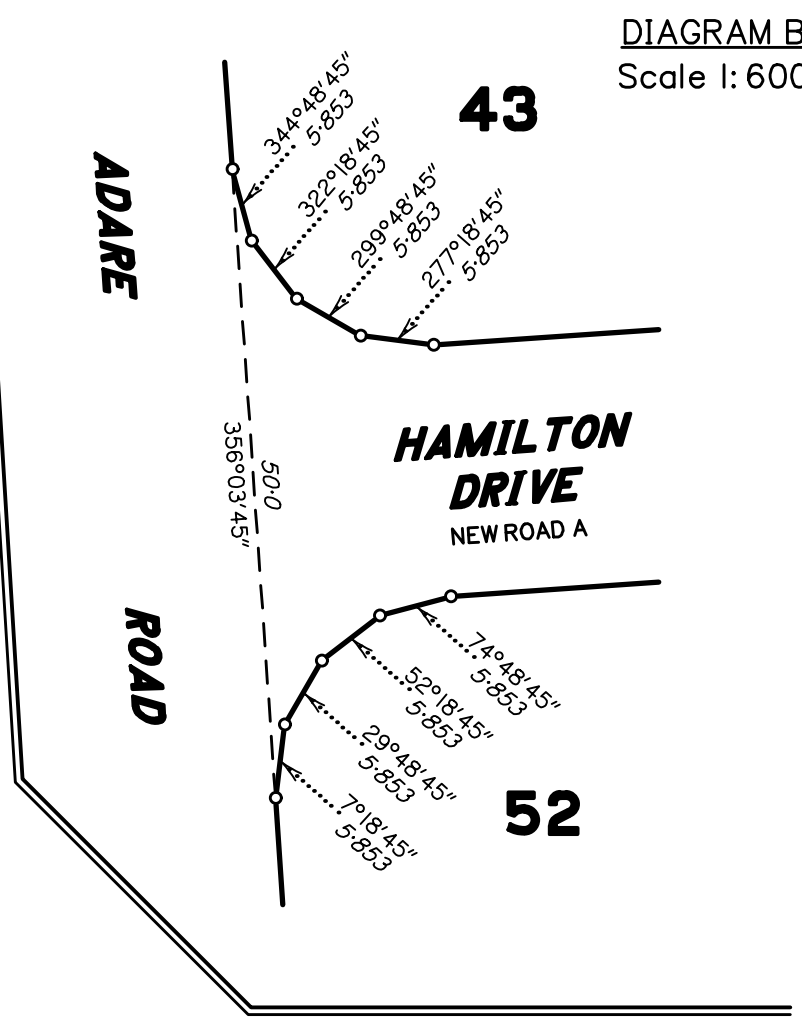 DIAGRAM B
Scale 1:600
43
344°48'45"
5·853
322°18'45"
5·853
299°48'45"
5·853
277°18'45"
5·853
ADARE
ROAD
50·0
356°03'45"
HAMILTON
DRIVE
NEW ROAD A
74°48'45"
5·853
52°18'45"
5·853
29°48'45"
5·853
7°18'45"
5·853
52